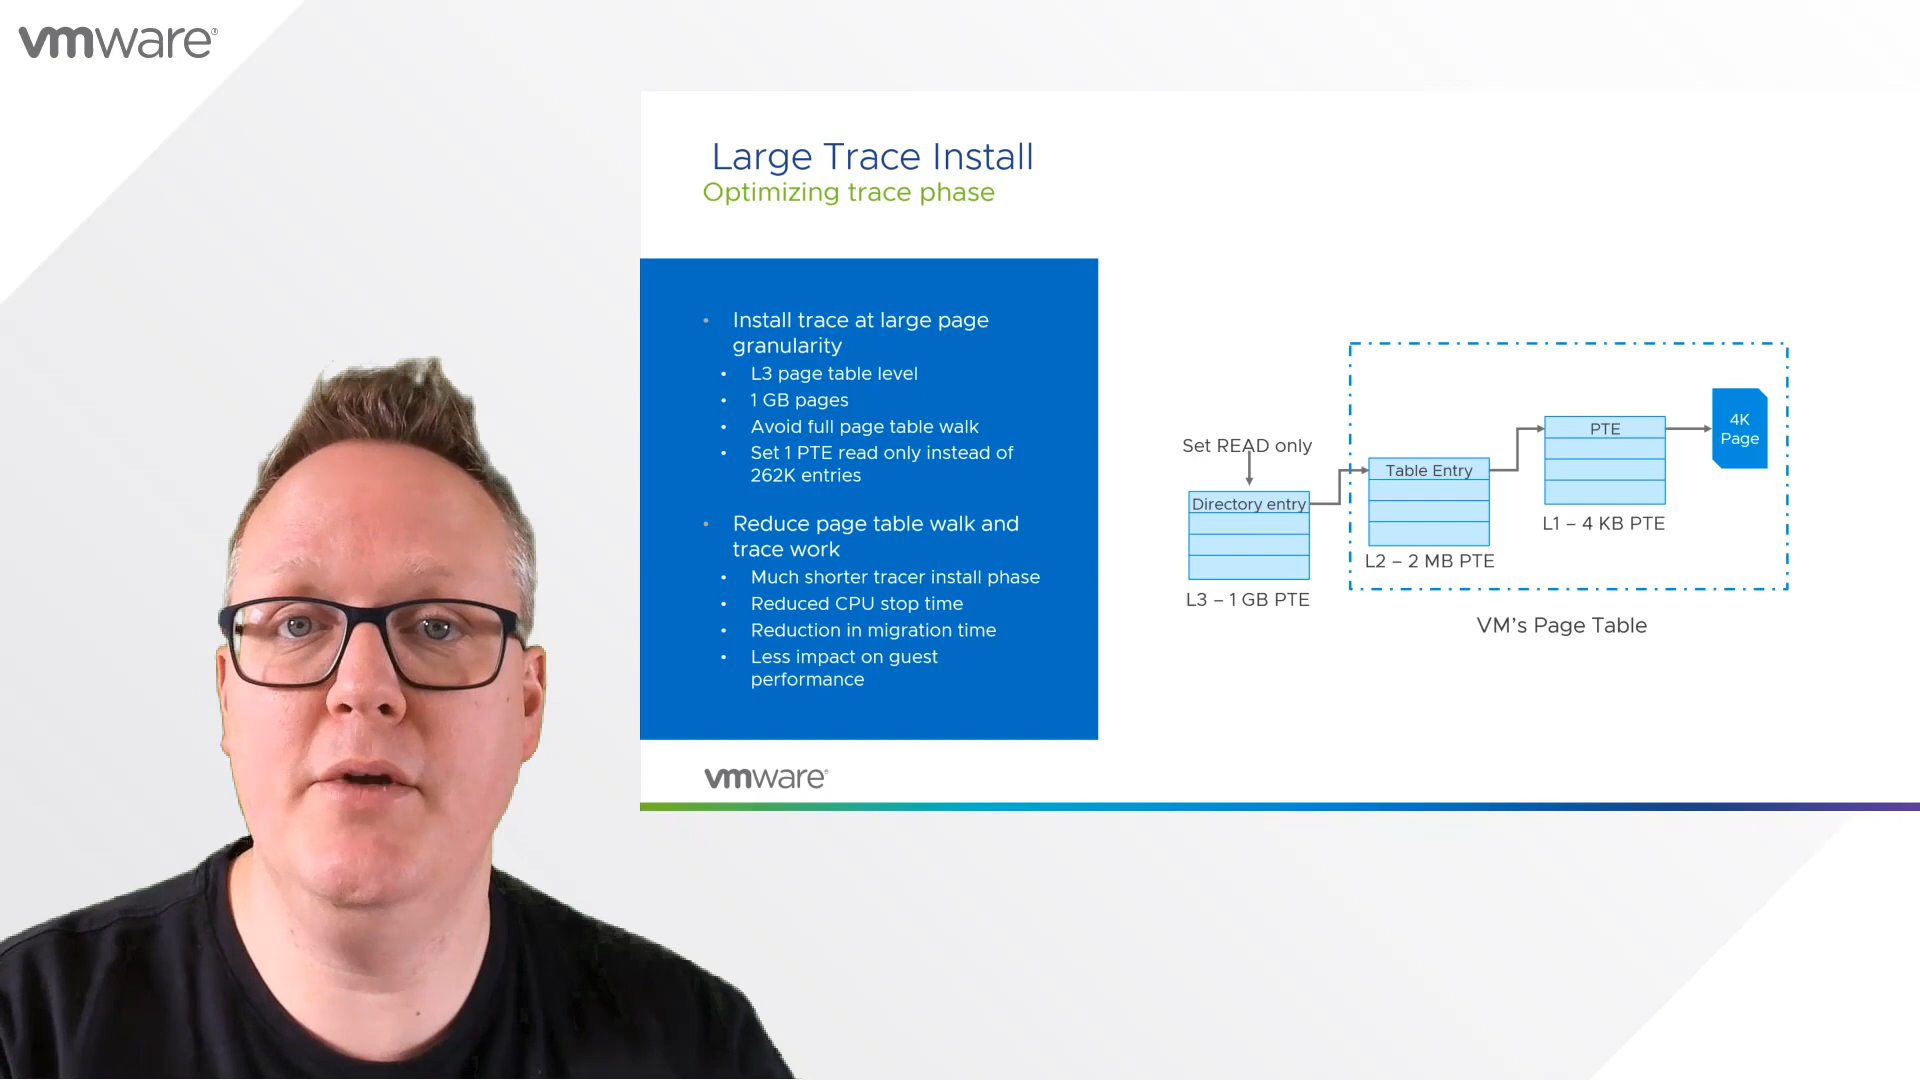 vmware®
Large Trace Install
Optimizing trace phase
• Install trace at large page
granularity
• L3 page table level
• 1 GB pages
• Avoid full page table walk
• Set 1 PTE read only instead of
262K entries
• Reduce page table walk and
trace work
• Much shorter tracer install phase
• Reduced CPU stop time
• Reduction in migration time
• Less impact on guest
performance
Set READ only
Directory entry
L3 – 1 GB PTE
Table Entry
L2 – 2 MB PTE
PTE
L1 – 4 KB PTE
4K
Page
VM's Page Table
vmware®